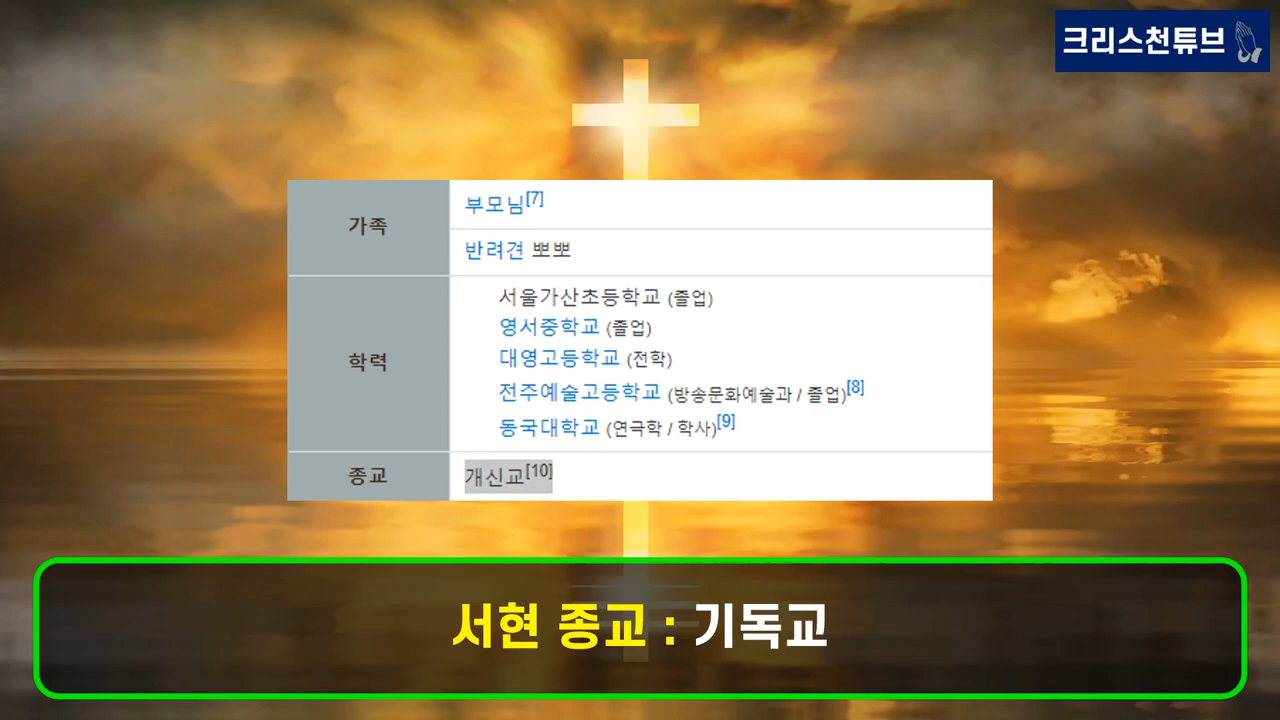 크리스천튜브
가족
부모님[7]
반려견 뽀뽀
학력
서울가산초등학교 (졸업)
영서중학교 (졸업)
대영고등학교 (전학)
전주예술고등학교 (방송문화예술과 / 졸업)[8]
동국대학교 (연극학 / 학사)[9]
종교
개신교[10]
서현 종교 : 기독교